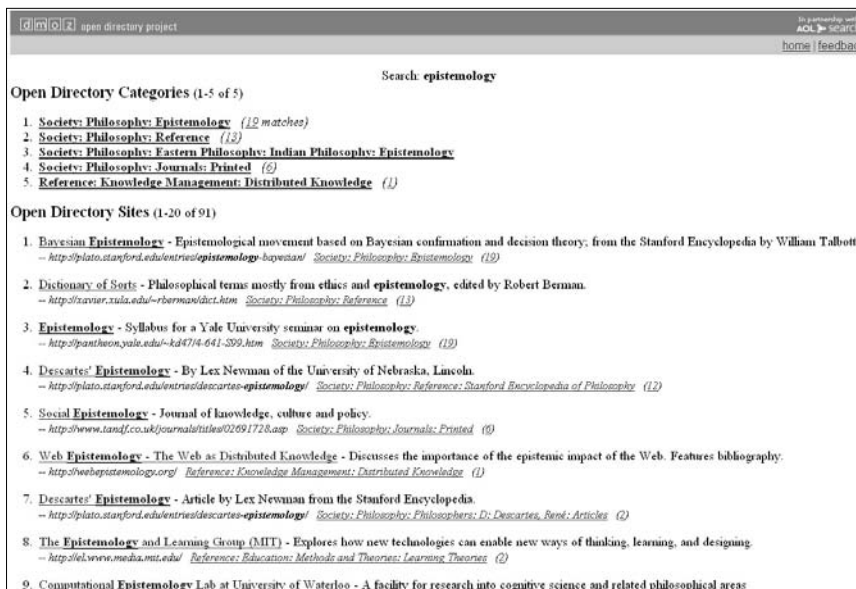 dmoz open directory project
In partnership with
AOL search
home | feedback
Search: epistemology
Open Directory Categories (1-5 of 5)
1. Society: Philosophy: Epistemology (19 matches)
2. Society: Philosophy: Reference (13)
3. Society: Philosophy: Eastern Philosophy: Indian Philosophy: Epistemology
4. Society: Philosophy: Journals: Printed (6)
5. Reference: Knowledge Management: Distributed Knowledge (1)
Open Directory Sites (1-20 of 91)
1. Bayesian Epistemology - Epistemological movement based on Bayesian confirmation and decision theory; from the Stanford Encyclopedia by William Talbott
-- http://plato.stanford.edu/entries/epistemology-bayesian/ Society: Philosophy: Epistemology (19)
2. Dictionary of Sorts - Philosophical terms mostly from ethics and epistemology, edited by Robert Berman.
-- http://xavier.xula.edu/~rberman/dict.htm Society: Philosophy: Reference (13)
3. Epistemology - Syllabus for a Yale University seminar on epistemology.
-- http://pantheon.yale.edu/~kd47/4-641-S99.htm Society: Philosophy: Epistemology (19)
4. Descartes' Epistemology - By Lex Newman of the University of Nebraska, Lincoln.
-- http://plato.stanford.edu/entries/descartes-epistemology/ Society: Philosophy: Reference: Stanford Encyclopedia of Philosophy (12)
5. Social Epistemology - Journal of knowledge, culture and policy.
-- http://www.tandf.co.uk/journals/titles/02691728.asp Society: Philosophy: Journals: Printed (6)
6. Web Epistemology - The Web as Distributed Knowledge - Discusses the importance of the epistemic impact of the Web. Features bibliography.
-- http://webepistemology.org/ Reference: Knowledge Management: Distributed Knowledge (1)
7. Descartes' Epistemology - Article by Lex Newman from the Stanford Encyclopedia.
-- http://plato.stanford.edu/entries/descartes-epistemology/ Society: Philosophy: Philosophers: D: Descartes, René: Articles (2)
8. The Epistemology and Learning Group (MIT) - Explores how new technologies can enable new ways of thinking, learning, and designing.
-- http://el.www.media.mit.edu/ Reference: Education: Methods and Theories: Learning Theories (2)
9. Computational Epistemology Lab at University of Waterloo - A facility for research into cognitive science and related philosophical areas